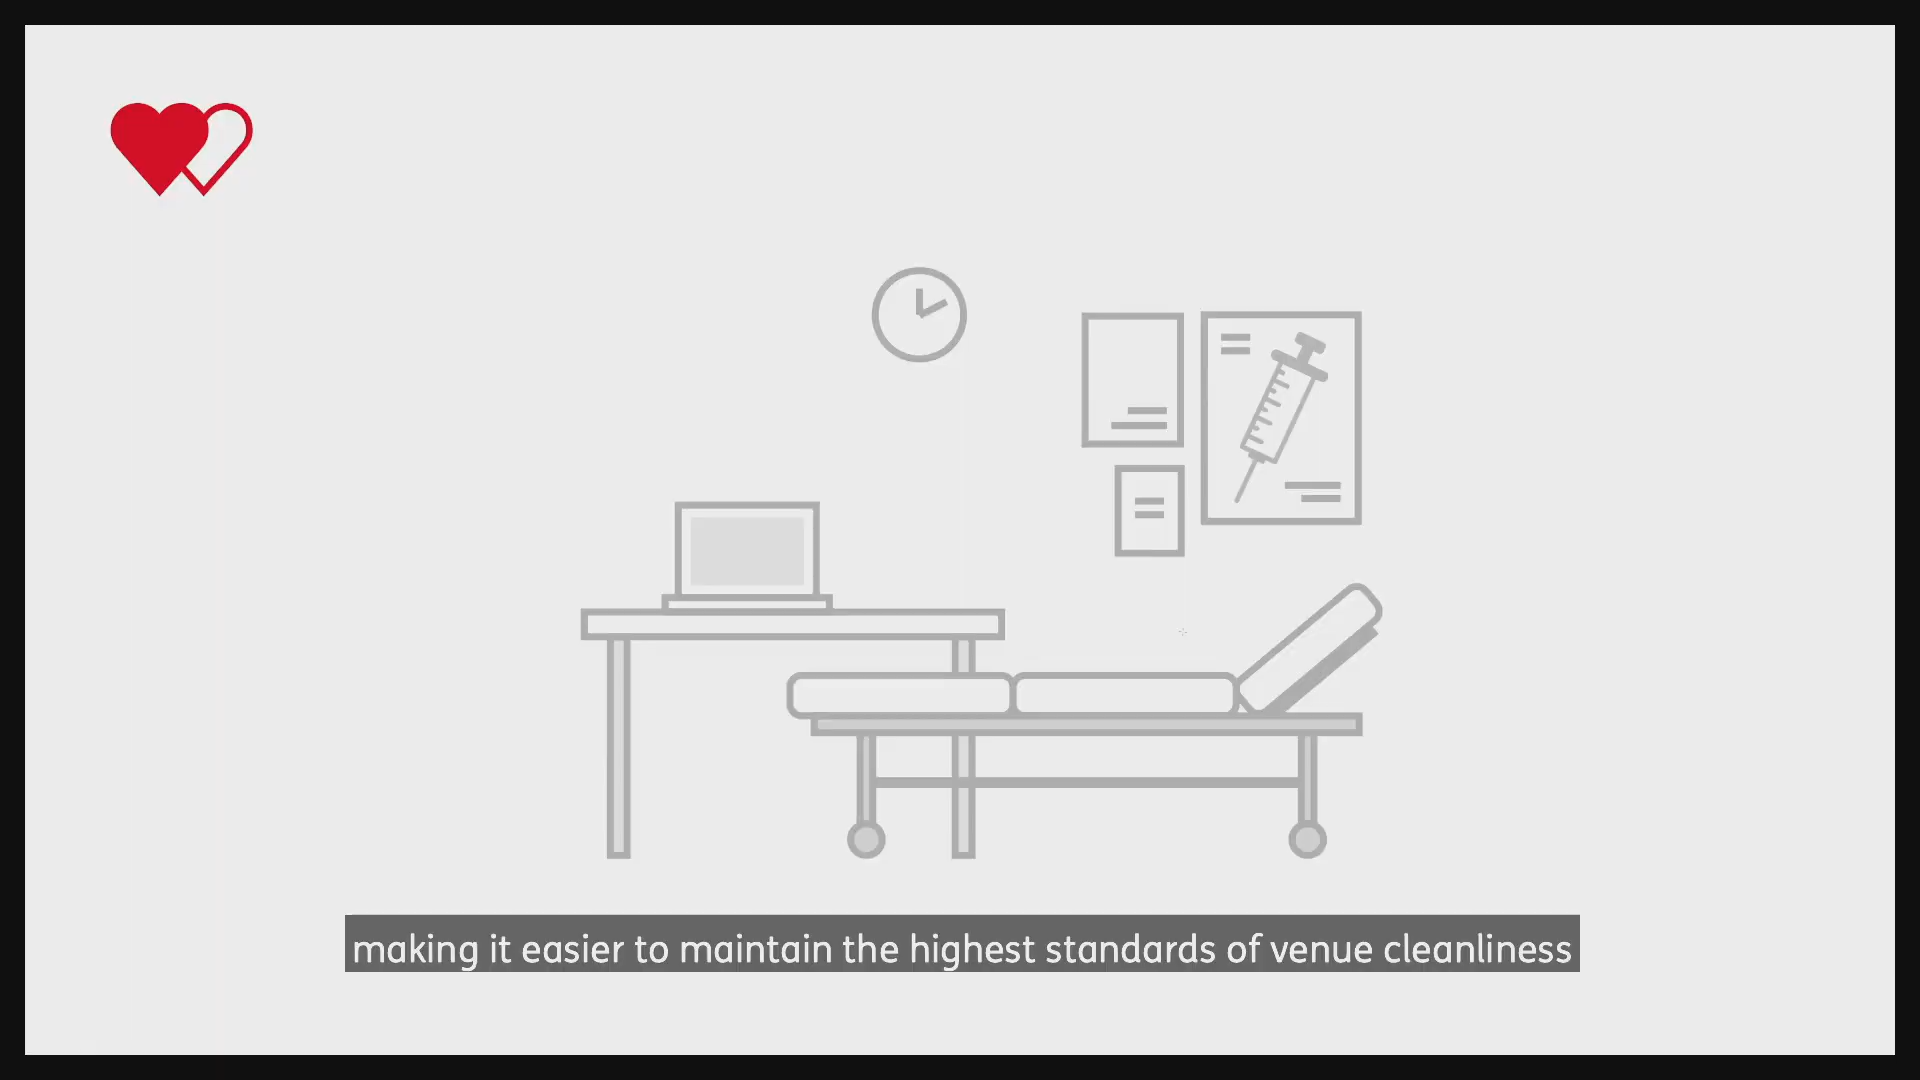 making it easier to maintain the highest standards of venue cleanliness